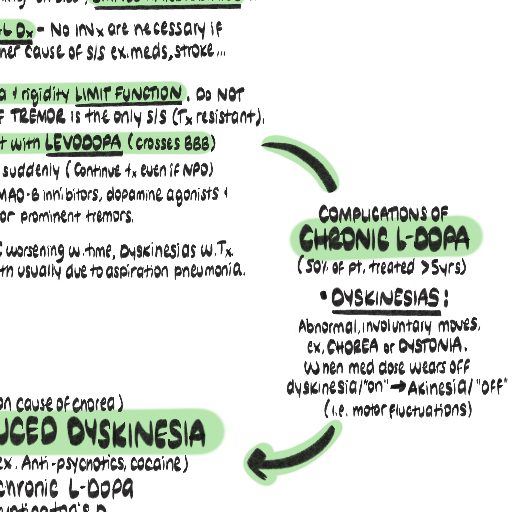 L Dx - No INVx are necessary if
her cause of s/s ex. meds, stroke...
a + rigidity LIMIT FUNCTION. DO NOT
F TREMOR is the only s/s (Tx resistant).
t with LEVODOPA (crosses BBB)
suddenly (continue tx even if NPO)
MAO-B inhibitors, dopamine agonists +
or prominent tremors.
worsening w. time, Dyskinesias w. Tx.
th usually due to aspiration pneumonia.
COMPLICATIONS OF
CHRONIC L-DOPA
(50% of pt. treated >5yrs)
• DYSKINESIAS:
Abnormal, involuntary moves.
ex. CHOREA or DYSTONIA.
When med dose wears off
dyskinesia/"on" → Akinesia/"OFF"
(i.e. motor fluctuations)
on cause of chorea)
UCED DYSKINESIA
ex. Anti-psychotics, cocaine)
chronic L-DOPA